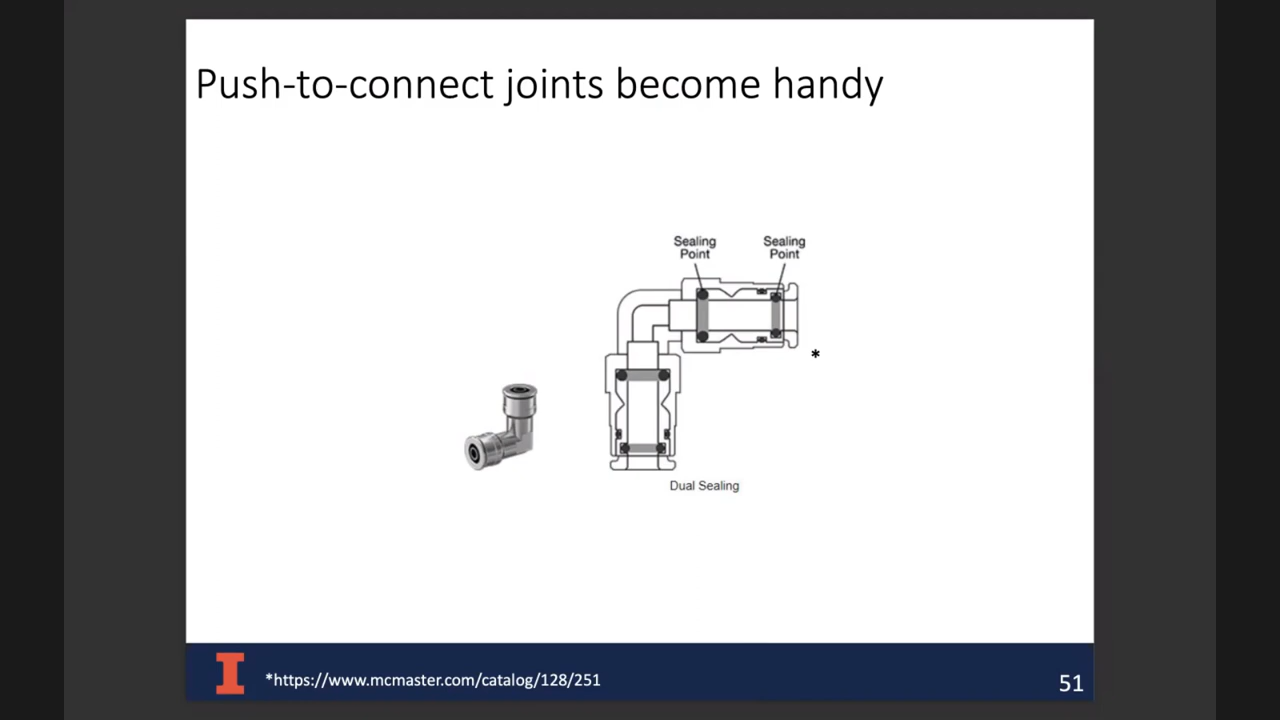 Push-to-connect joints become handy
Sealing Point
Sealing Point
*
Dual Sealing
I
*https://www.mcmaster.com/catalog/128/251
51